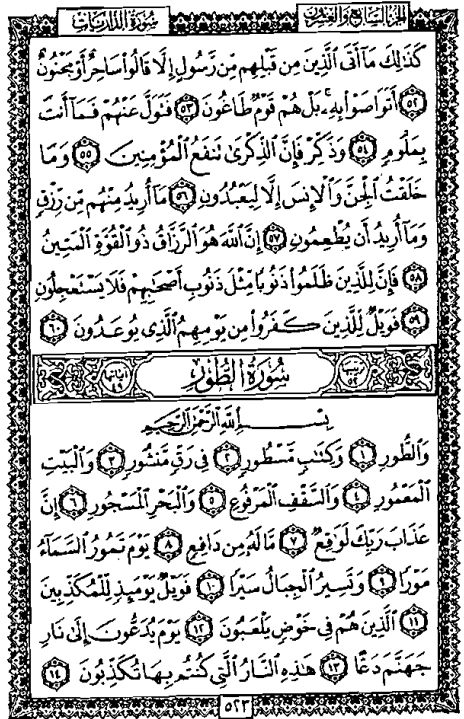 الجزء السابع والعشرون سورة الذاريات
كَذَٰلِكَ مَآ أَتَى ٱلَّذِينَ مِن قَبْلِهِم مِّن رَّسُولٍ إِلَّا قَالُوا۟ سَاحِرٌ أَوْ مَجْنُونٌ
٥٢ أَتَوَاصَوْا۟ بِهِۦ ۚ بَلْ هُمْ قَوْمٌ طَاغُونَ ٥٣ فَتَوَلَّ عَنْهُمْ فَمَآ أَنتَ
بِمَلُومٍ ٥٤ وَذَكِّرْ فَإِنَّ ٱلذِّكْرَىٰ تَنفَعُ ٱلْمُؤْمِنِينَ ٥٥ وَمَا
خَلَقْتُ ٱلْجِنَّ وَٱلْإِنسَ إِلَّا لِيَعْبُدُونِ ٥٦ مَآ أُرِيدُ مِنْهُم مِّن رِّزْقٍ
وَمَآ أُرِيدُ أَن يُطْعِمُونِ ٥٧ إِنَّ ٱللَّهَ هُوَ ٱلرَّزَّاقُ ذُو ٱلْقُوَّةِ ٱلْمَتِينُ
٥٨ فَإِنَّ لِلَّذِينَ ظَلَمُوا۟ ذَنُوبًا مِّثْلَ ذَنُوبِ أَصْحَٰبِهِمْ فَلَا يَسْتَعْجِلُونِ
٥٩ فَوَيْلٌ لِّلَّذِينَ كَفَرُوا۟ مِن يَوْمِهِمُ ٱلَّذِى يُوعَدُونَ ٦٠
ترتيبها ٥٢ سُورَةُ الطُّورِ آياتها ٤٩
بِسْمِ ٱللَّهِ ٱلرَّحْمَٰنِ ٱلرَّحِيمِ
وَٱلطُّورِ ١ وَكِتَٰبٍ مَّسْطُورٍ ٢ فِى رَقٍّ مَّنشُورٍ ٣ وَٱلْبَيْتِ
ٱلْمَعْمُورِ ٤ وَٱلسَّقْفِ ٱلْمَرْفُوعِ ٥ وَٱلْبَحْرِ ٱلْمَسْجُورِ ٦ إِنَّ
عَذَابَ رَبِّكَ لَوَٰقِعٌ ٧ مَّا لَهُۥ مِن دَافِعٍ ٨ يَوْمَ تَمُورُ ٱلسَّمَآءُ
مَوْرًا ٩ وَتَسِيرُ ٱلْجِبَالُ سَيْرًا ١٠ فَوَيْلٌ يَوْمَئِذٍ لِّلْمُكَذِّبِينَ
١١ ٱلَّذِينَ هُمْ فِى خَوْضٍ يَلْعَبُونَ ١٢ يَوْمَ يُدَعُّونَ إِلَىٰ نَارِ
جَهَنَّمَ دَعًّا ١٣ هَٰذِهِ ٱلنَّارُ ٱلَّتِى كُنتُم بِهَا تُكَذِّبُونَ ١٤
٥٢٣